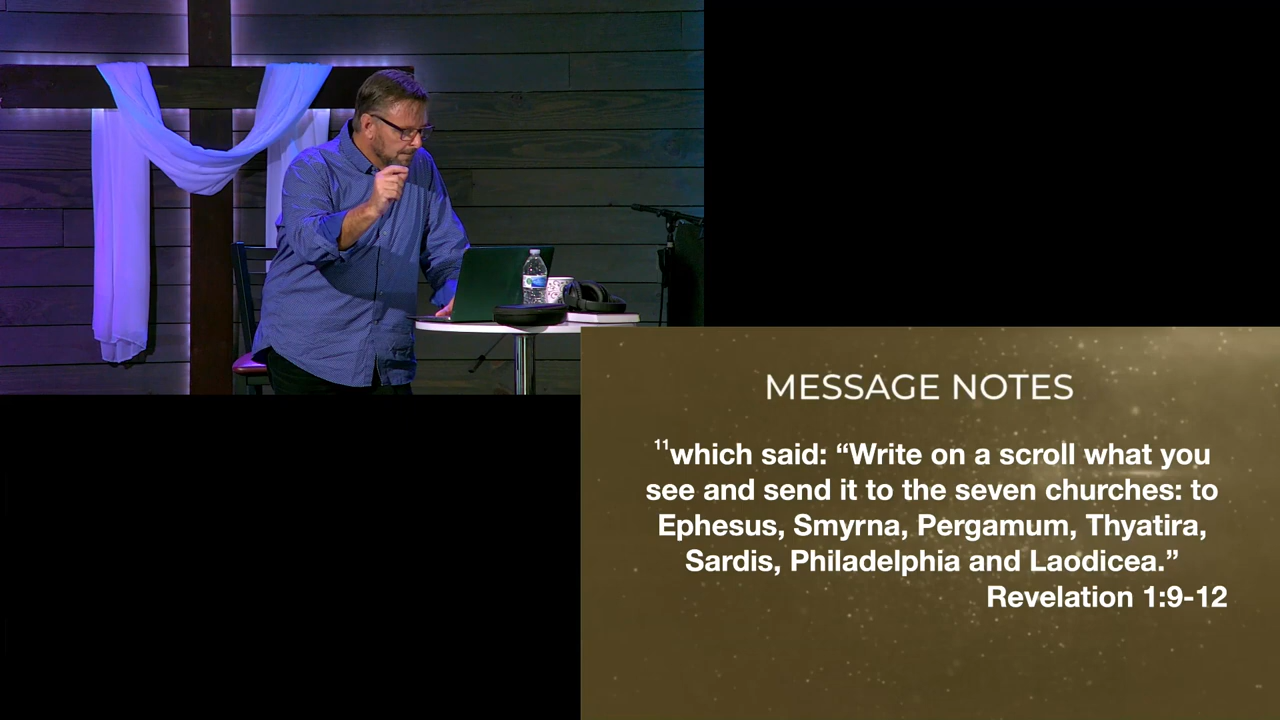 MESSAGE NOTES
¹¹which said: “Write on a scroll what you
see and send it to the seven churches: to
Ephesus, Smyrna, Pergamum, Thyatira,
Sardis, Philadelphia and Laodicea.”
Revelation 1:9-12